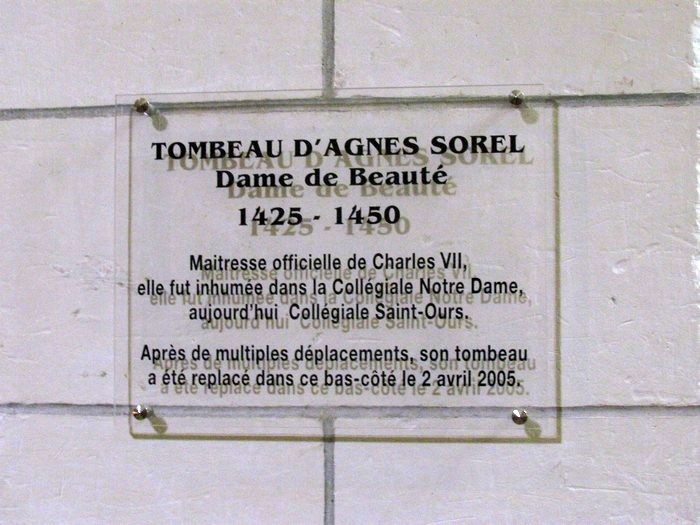 TOMBEAU D'AGNES SOREL
Dame de Beauté
1425 - 1450
Maitresse officielle de Charles VII,
elle fut inhumée dans la Collégiale Notre Dame,
aujourd'hui Collégiale Saint-Ours.
Après de multiples déplacements, son tombeau
a été replacé dans ce bas-côté le 2 avril 2005.